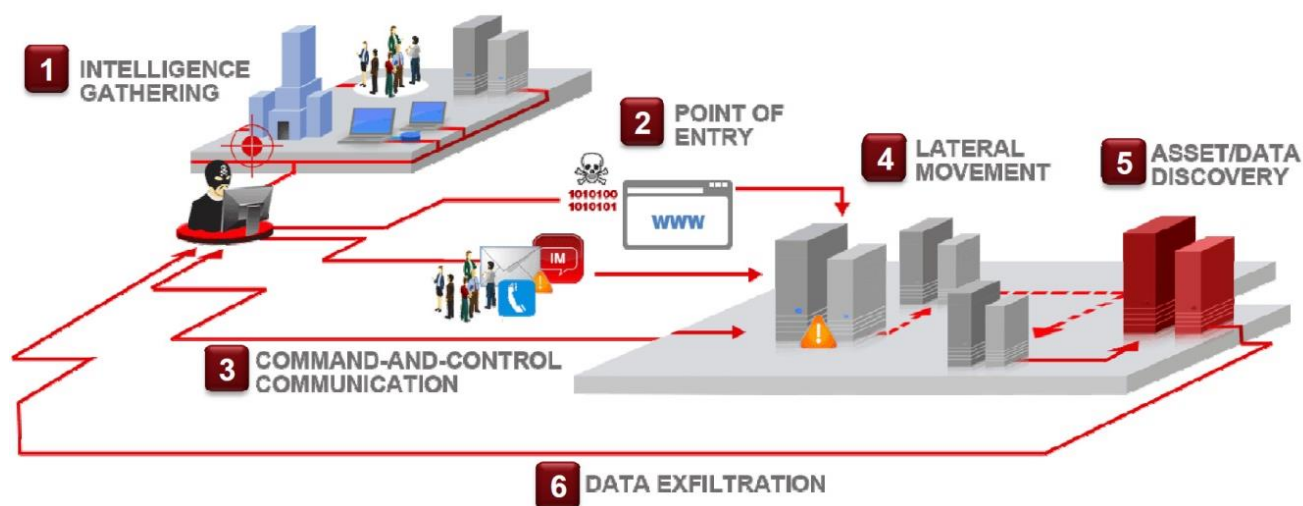 1 INTELLIGENCE
GATHERING
2 POINT OF
ENTRY
1010100
1010101
www
4 LATERAL
MOVEMENT
5 ASSET/DATA
DISCOVERY
IM
3 COMMAND-AND-CONTROL
COMMUNICATION
6 DATA EXFILTRATION